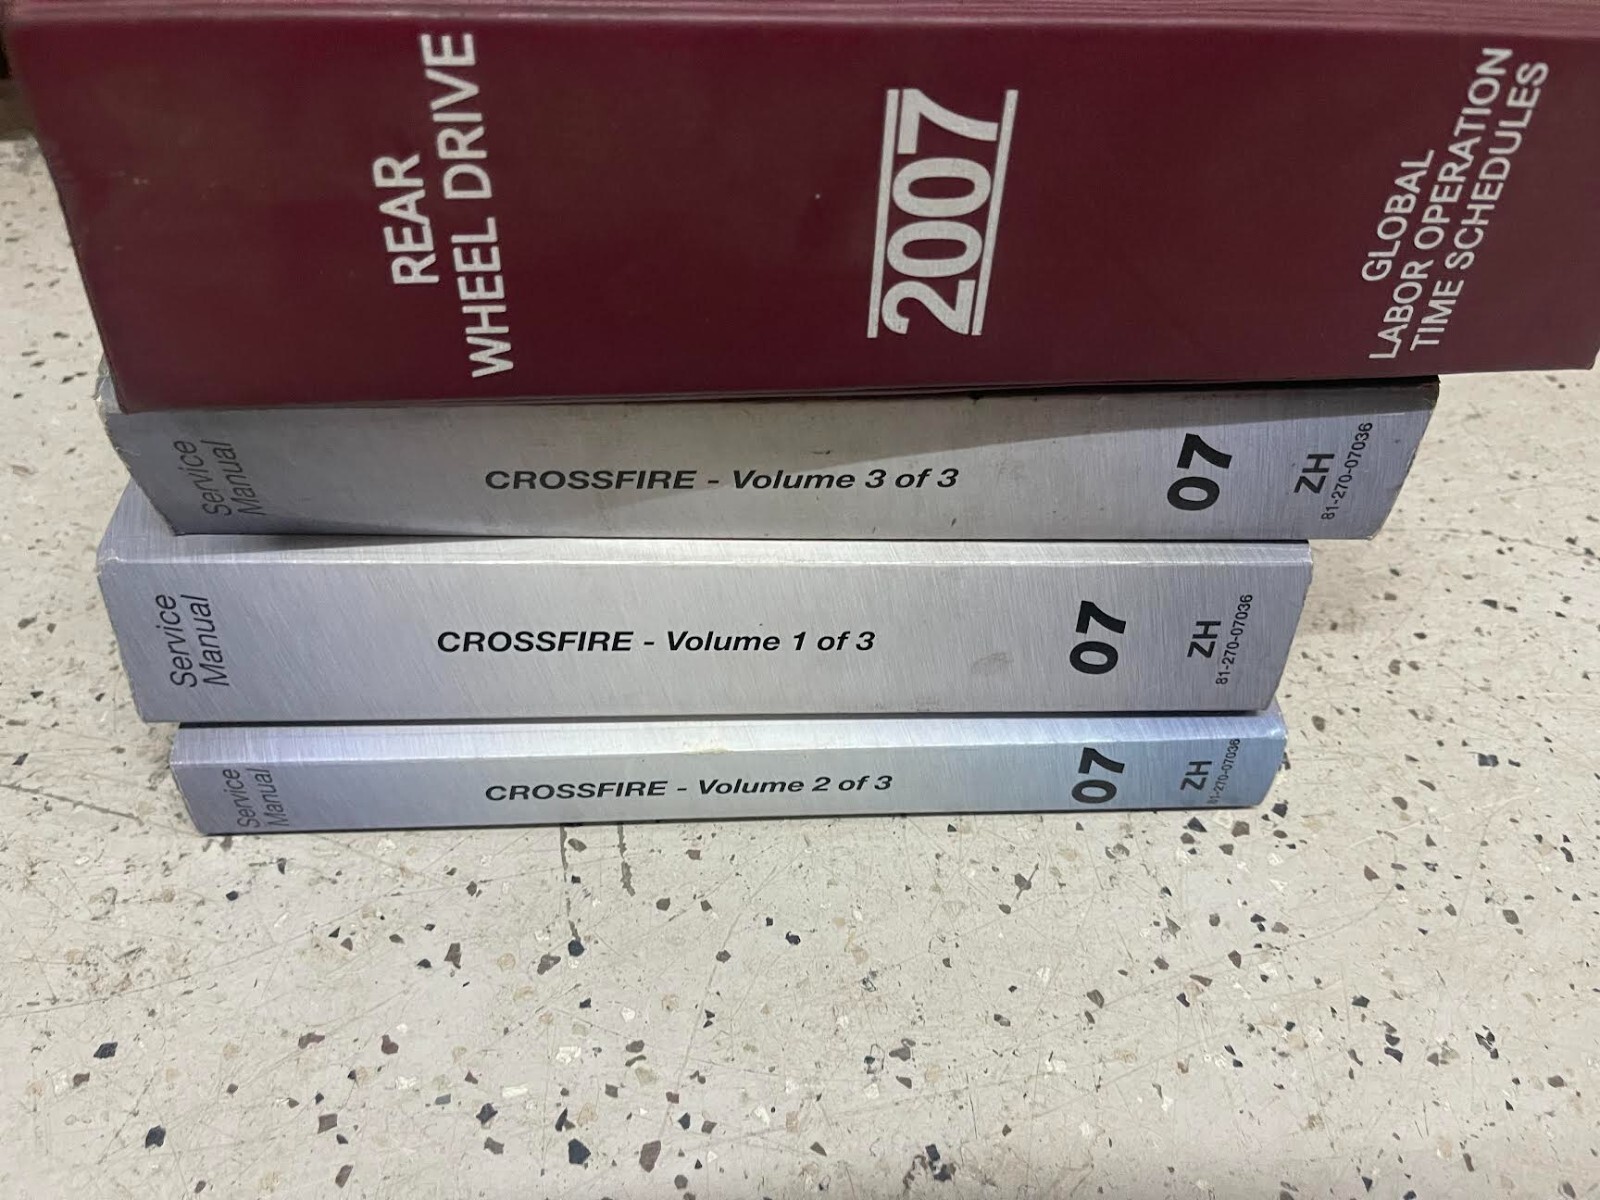 REAR
WHEEL DRIVE
2007
GLOBAL
LABOR OPERATION
TIME SCHEDULES
Service
Manual
CROSSFIRE - Volume 3 of 3
07
ZH
81-270-07036
Service
Manual
CROSSFIRE - Volume 1 of 3
07
ZH
81-270-07036
Service
Manual
CROSSFIRE - Volume 2 of 3
07
ZH
81-270-07036